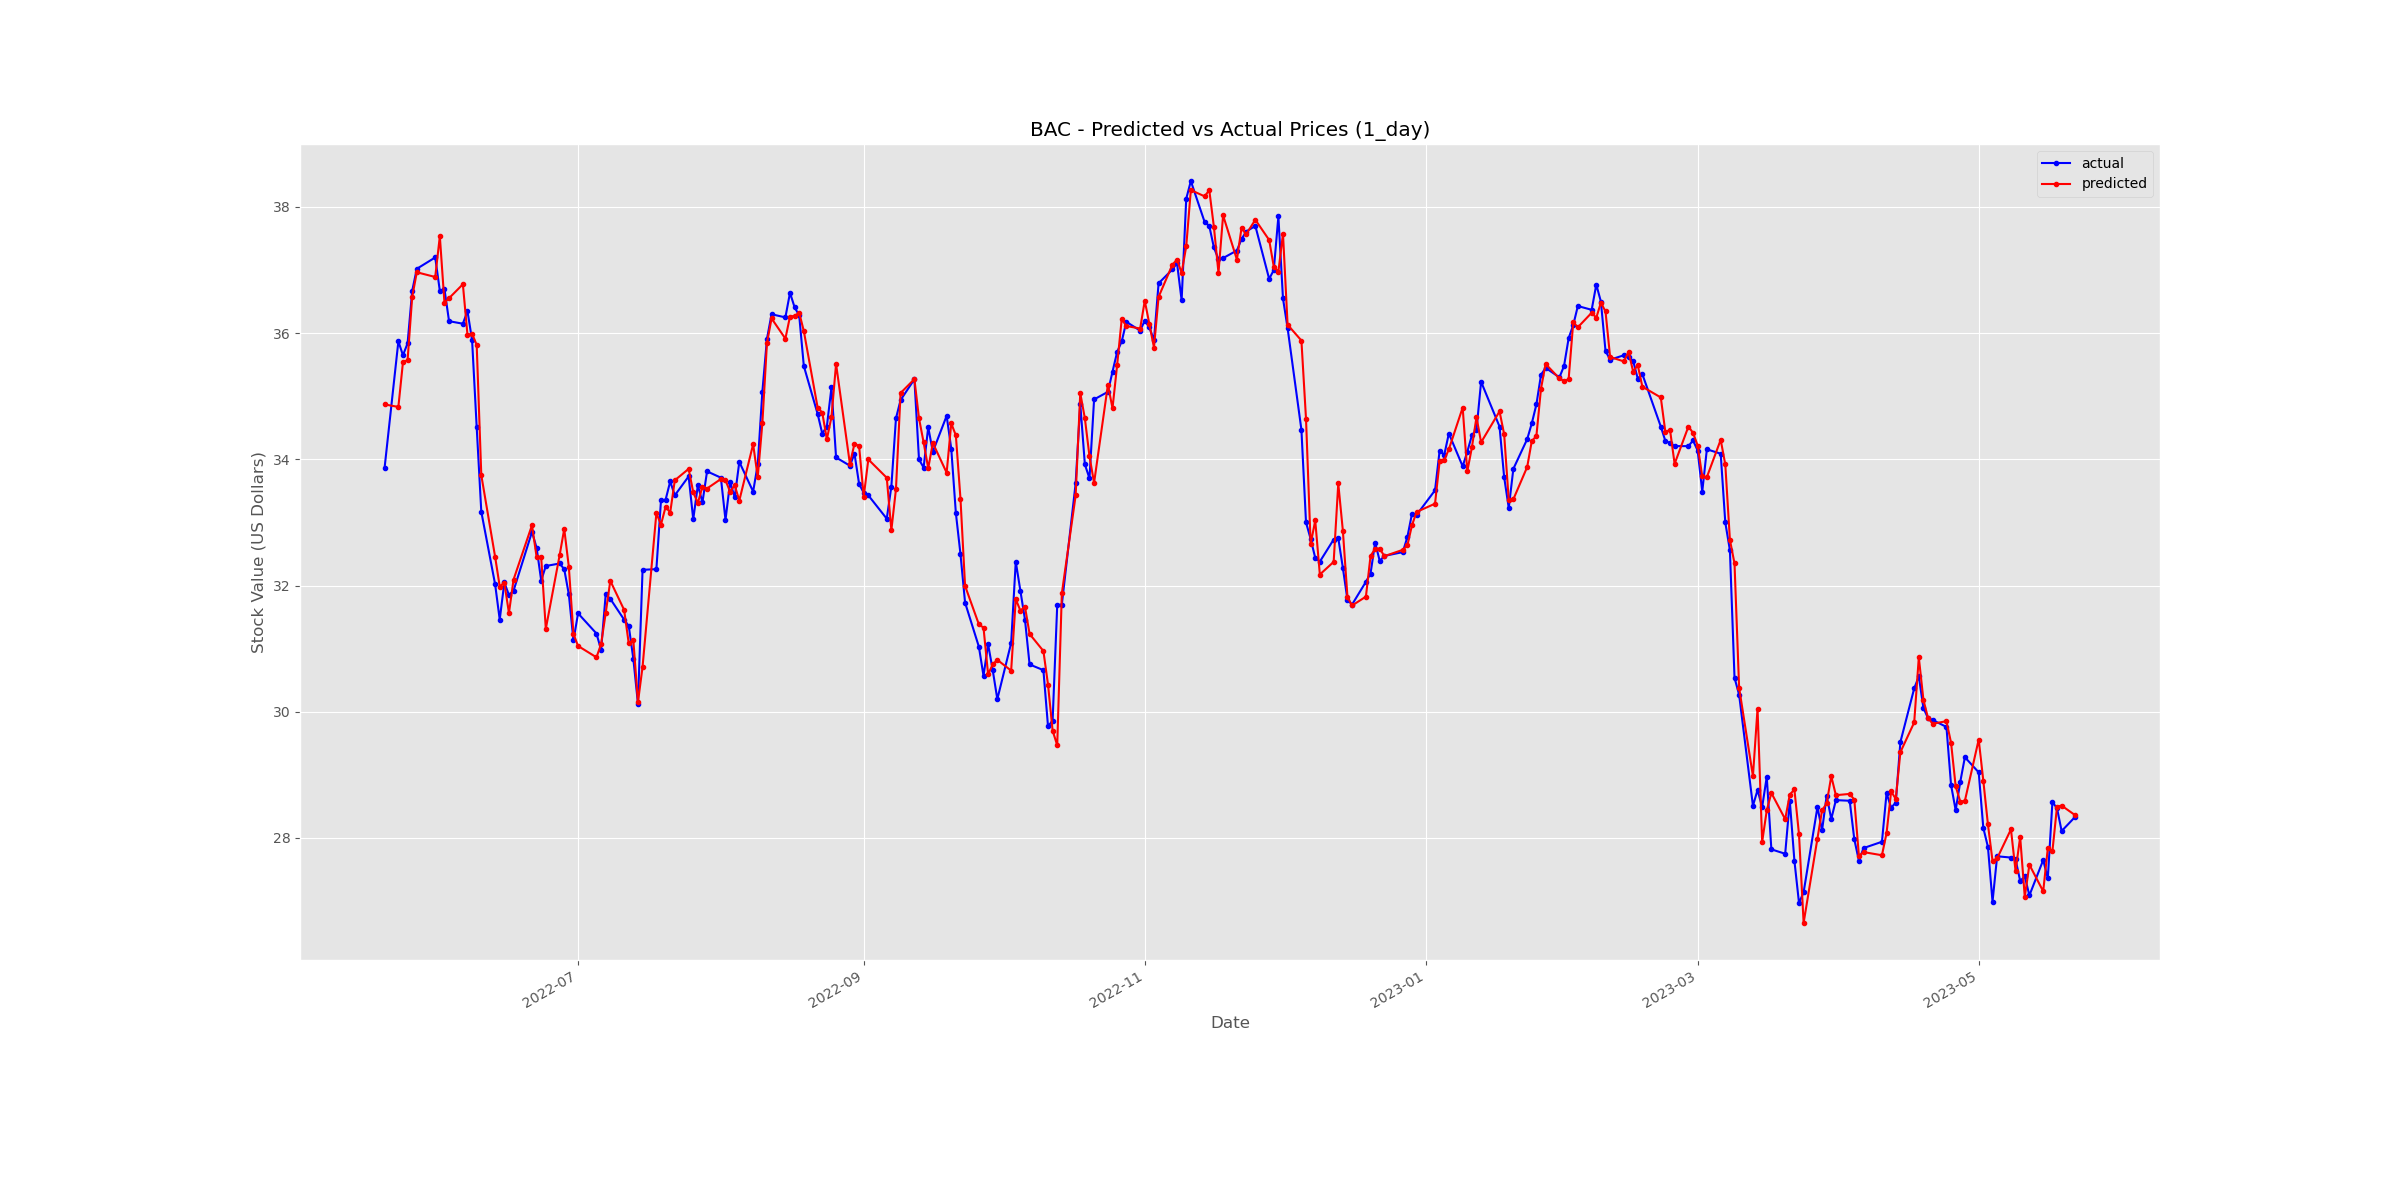 BAC - Predicted vs Actual Prices (1_day)
actual
predicted
Stock Value (US Dollars)
38
36
34
32
30
28
2022-07
2022-09
2022-11
2023-01
2023-03
2023-05
Date